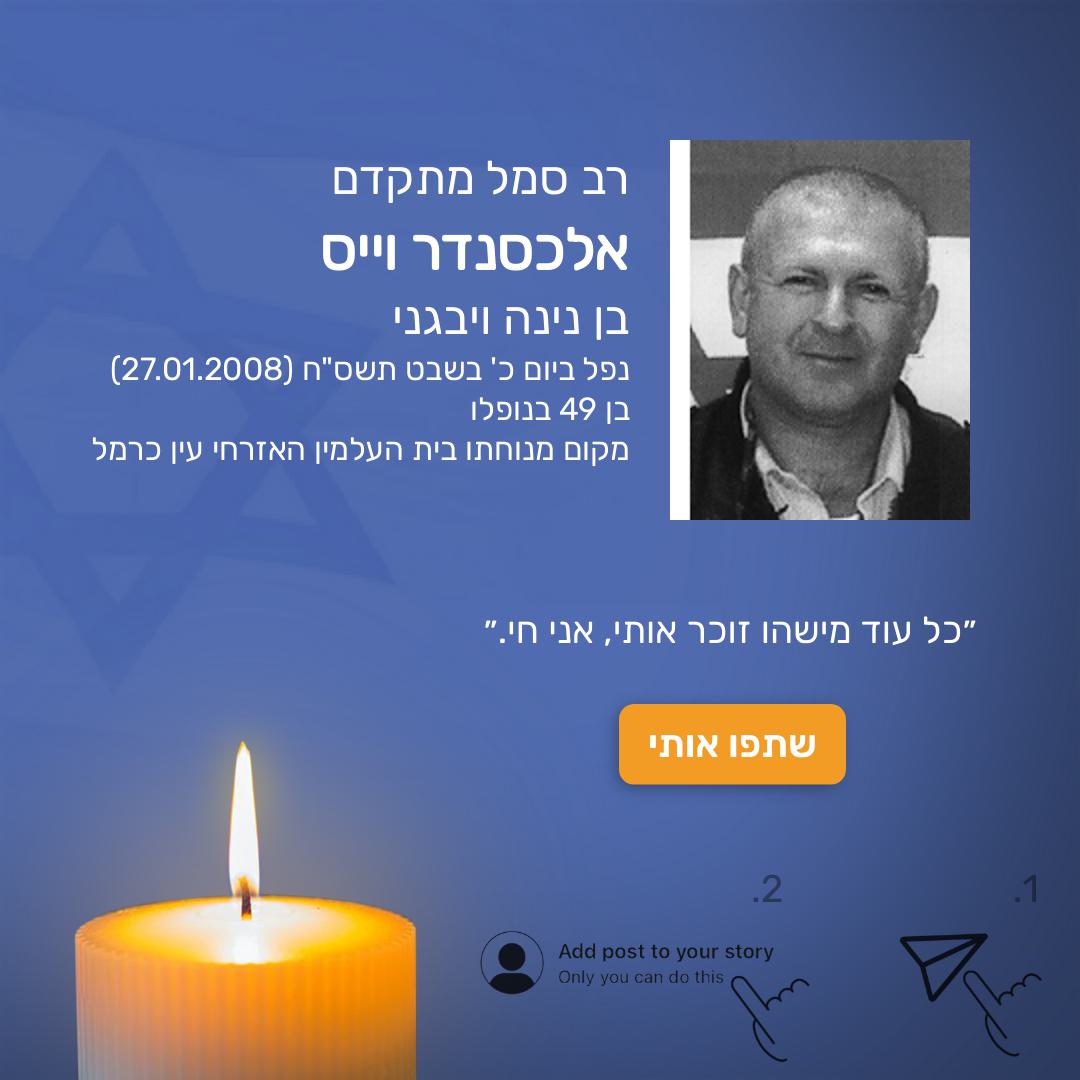 רב סמל מתקדם
אלכסנדר וייס
בן נינה ויבגני
נפל ביום כ' בשבט תשס"ח (27.01.2008)
בן 49 בנופלו
מקום מנוחתו בית העלמין האזרחי עין כרמל
״כל עוד מישהו זוכר אותי, אני חי.״
שתפו אותי
.1
.2
Add post to your story
Only you can do this